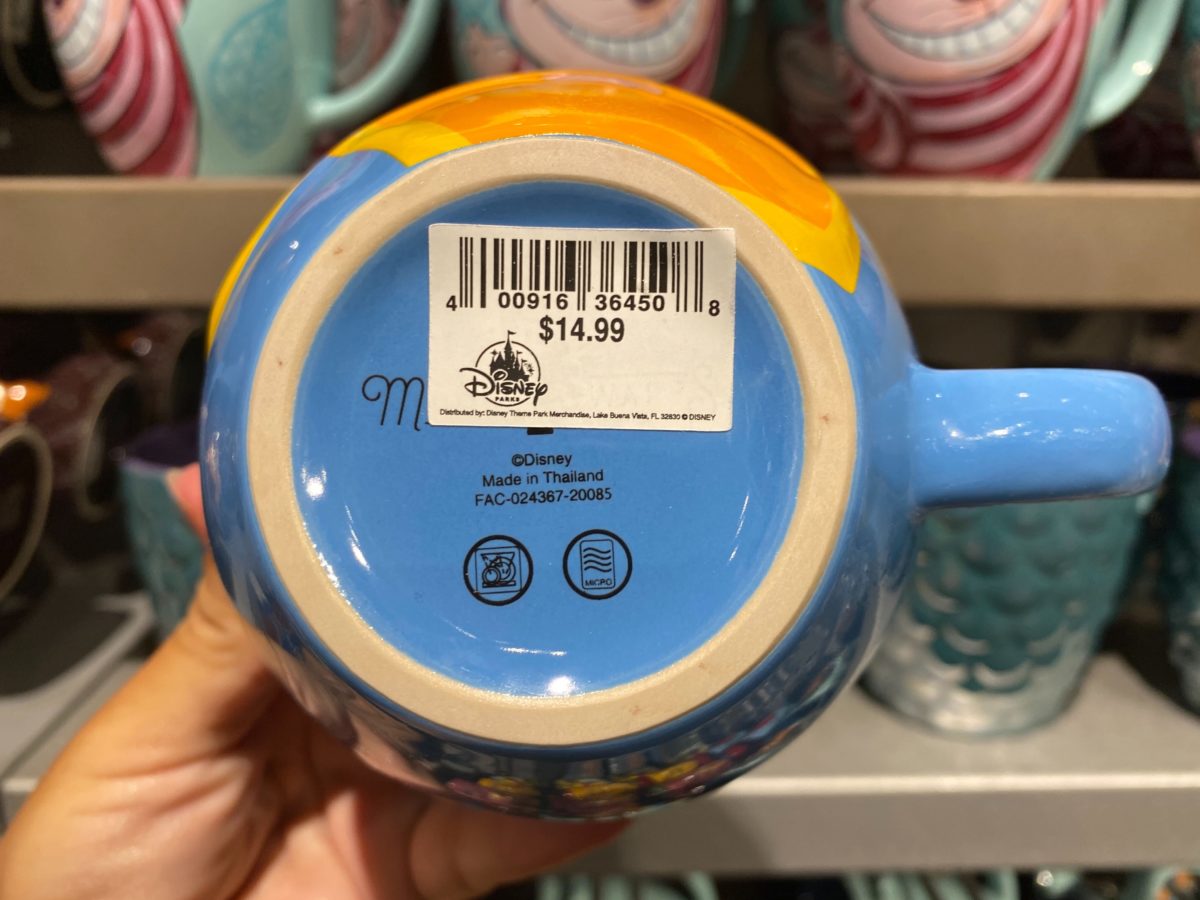 4 00916 36450 8
$14.99
Disney
PARKS
Distributed by: Disney Theme Park Merchandise, Lake Buena Vista, FL 32830 © DISNEY
©Disney
Made in Thailand
FAC-024367-20085
MICRO